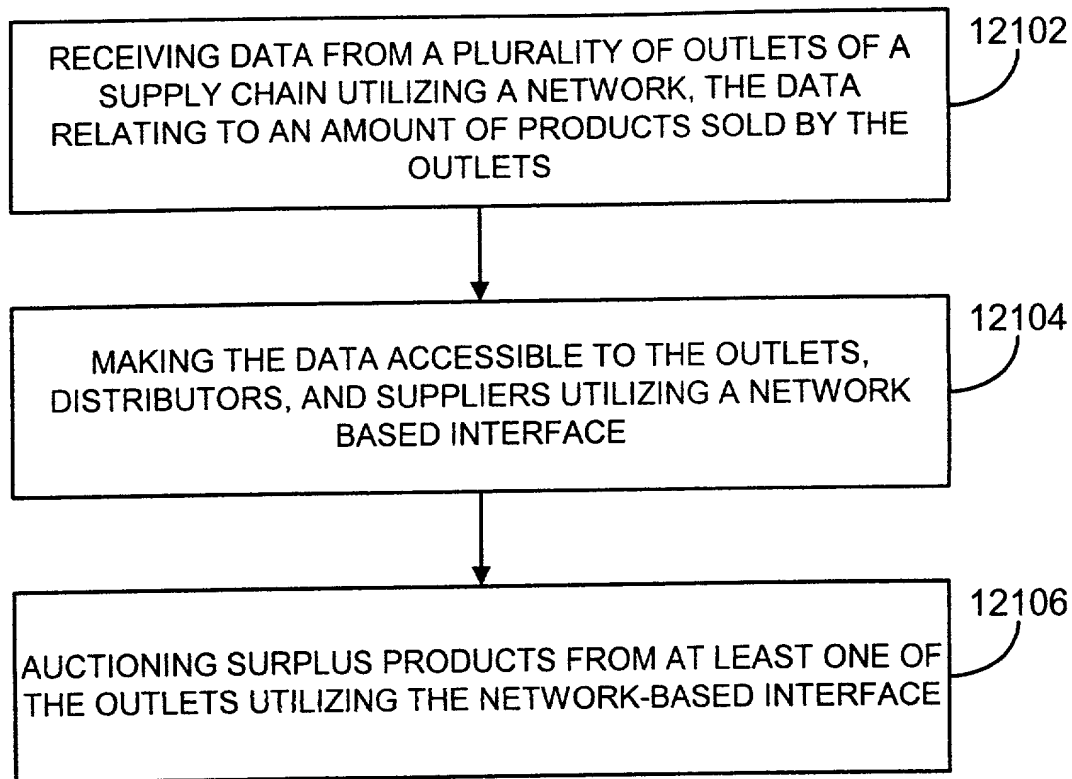 12102
RECEIVING DATA FROM A PLURALITY OF OUTLETS OF A
SUPPLY CHAIN UTILIZING A NETWORK, THE DATA
RELATING TO AN AMOUNT OF PRODUCTS SOLD BY THE
OUTLETS
12104
MAKING THE DATA ACCESSIBLE TO THE OUTLETS,
DISTRIBUTORS, AND SUPPLIERS UTILIZING A NETWORK
BASED INTERFACE
12106
AUCTIONING SURPLUS PRODUCTS FROM AT LEAST ONE OF
THE OUTLETS UTILIZING THE NETWORK-BASED INTERFACE